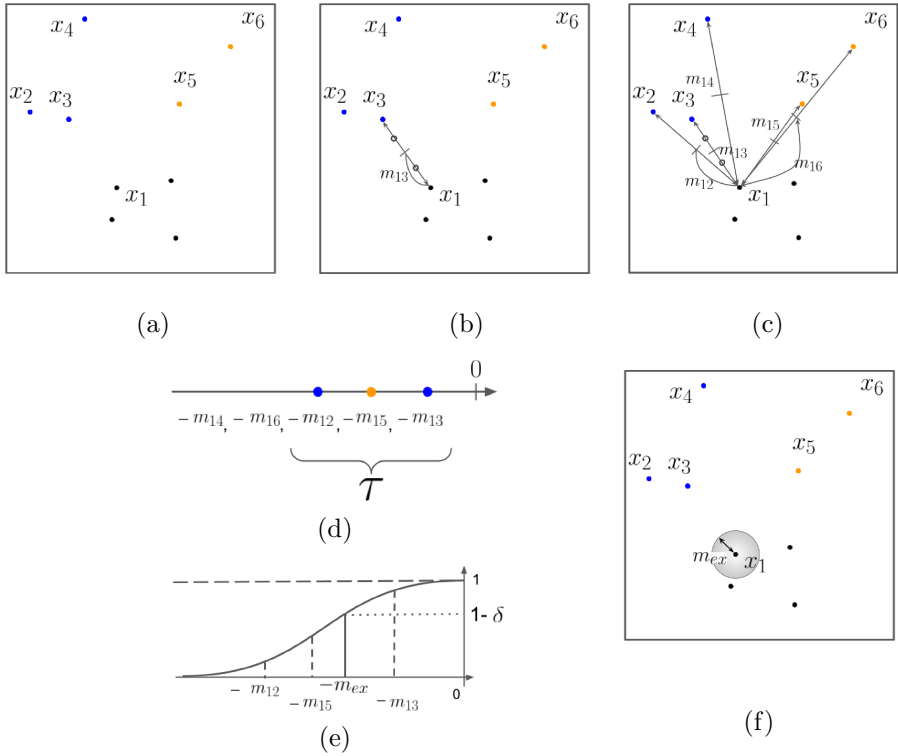 x₄ x₆
x₅
x₂ x₃
x₁
(a)
x₄ x₆
x₅
x₂ x₃
m₁₃
x₁
(b)
x₄ x₆
m₁₄ x₅
x₂ x₃
m₁₅
m₁₃
m₁₆
m₁₂
x₁
(c)
0
−m₁₄, −m₁₆, −m₁₂, −m₁₅, −m₁₃
τ
(d)
1
1- δ
−m₁₂ −m₁₅ −mₑₓ −m₁₃ 0
(e)
x₄ x₆
x₅
x₂ x₃
mₑₓ x₁
(f)